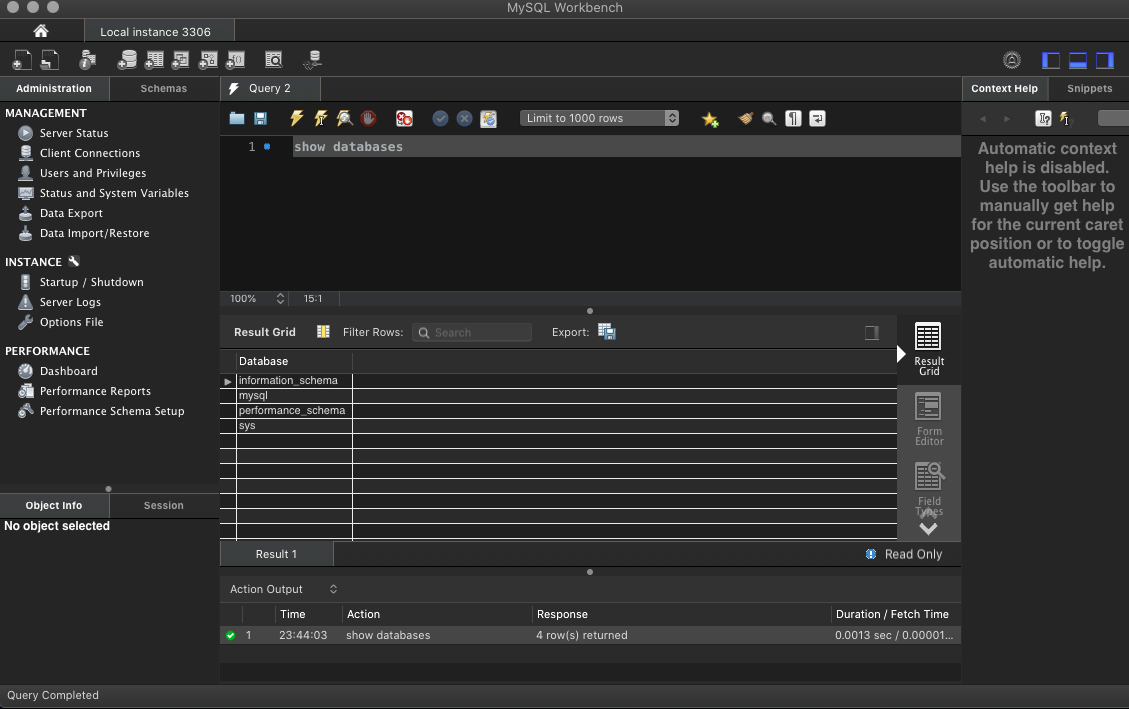 MySQL Workbench
Local instance 3306
Administration
Schemas
MANAGEMENT
Server Status
Client Connections
Users and Privileges
Status and System Variables
Data Export
Data Import/Restore
INSTANCE
Startup / Shutdown
Server Logs
Options File
PERFORMANCE
Dashboard
Performance Reports
Performance Schema Setup
Object Info
Session
No object selected
Query 2
Limit to 1000 rows
1
show databases
100%
15:1
Result Grid
Filter Rows:
Search
Export:
Database
information_schema
mysql
performance_schema
sys
Result
Grid
Form
Editor
Field
Types
Result 1
Read Only
Action Output
Time
Action
Response
Duration / Fetch Time
1
23:44:03
show databases
4 row(s) returned
0.0013 sec / 0.00001...
Context Help
Snippets
Automatic context
help is disabled.
Use the toolbar to
manually get help
for the current caret
position or to toggle
automatic help.
Query Completed